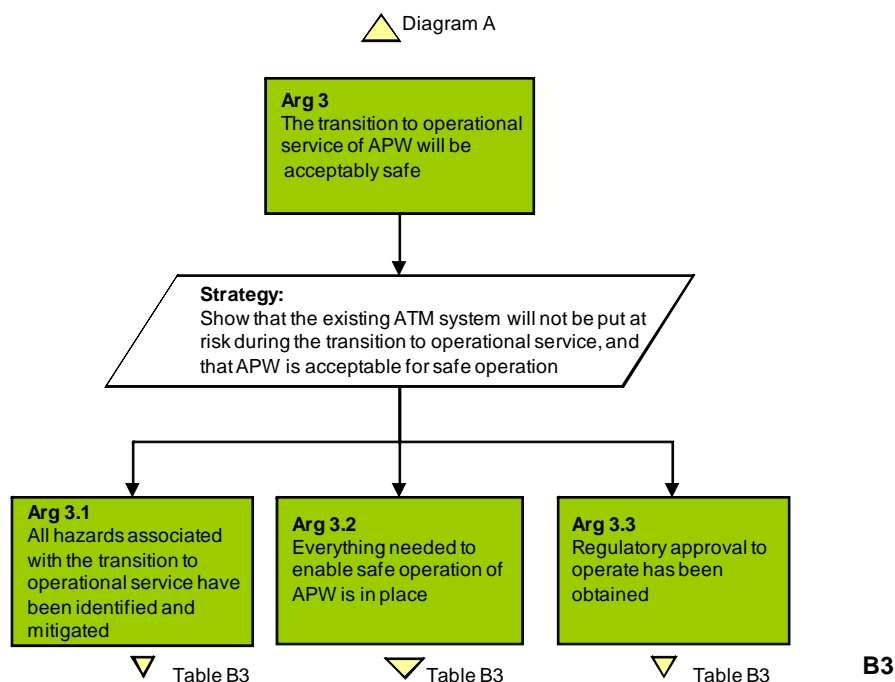 Diagram A
Arg 3
The transition to operational
service of APW will be
acceptably safe
Strategy:
Show that the existing ATM system will not be put at
risk during the transition to operational service, and
that APW is acceptable for safe operation
Arg 3.1
All hazards associated
with the transition to
operational service have
been identified and
mitigated
Arg 3.2
Everything needed to
enable safe operation of
APW is in place
Arg 3.3
Regulatory approval to
operate has been
obtained
Table B3
Table B3
Table B3
B3